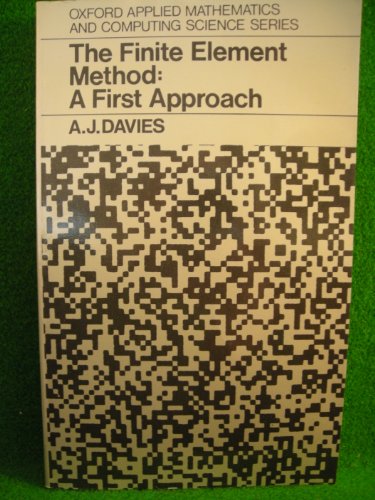 OXFORD APPLIED MATHEMATICS
AND COMPUTING SCIENCE SERIES
The Finite Element
Method:
A First Approach
A.J.DAVIES